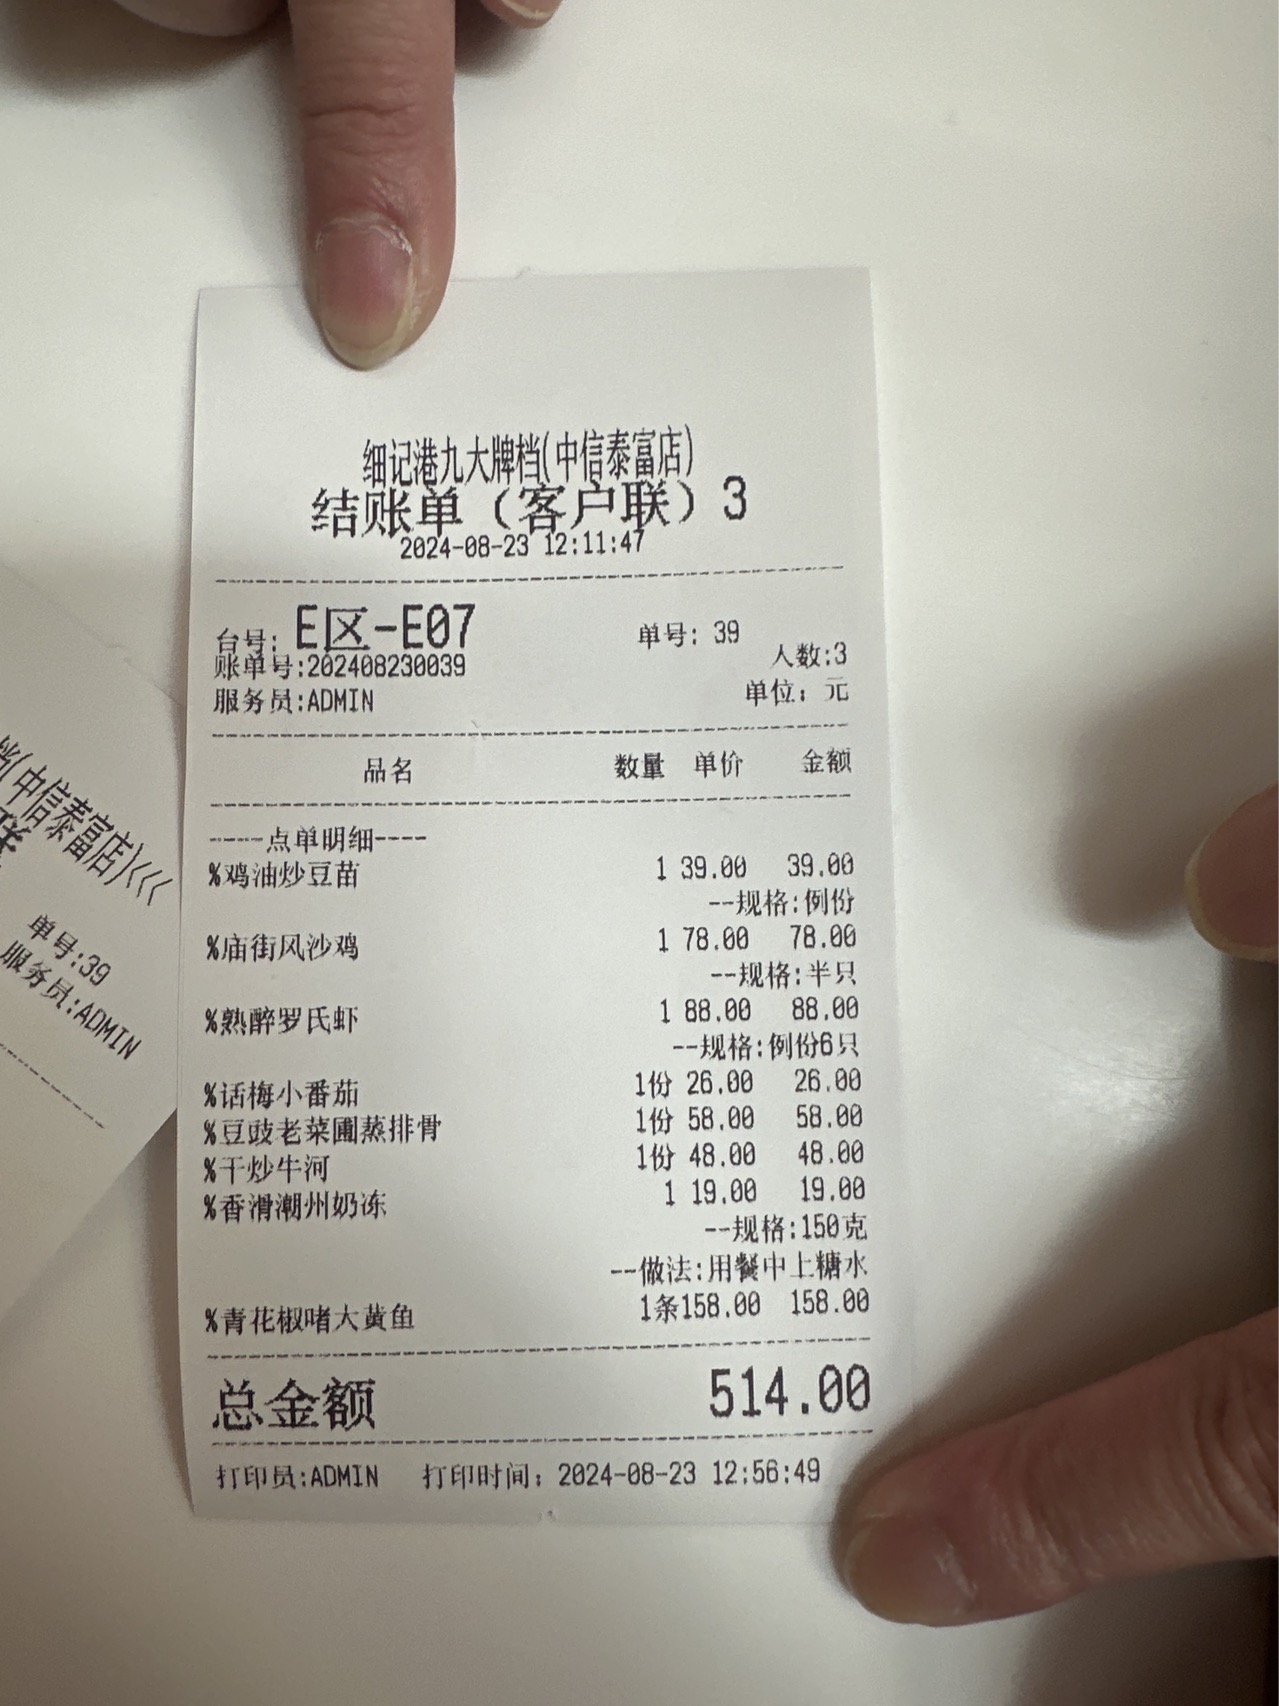 细记港九大牌档(中信泰富店)
结账单（客户联）3
2024-08-23 12:11:47
台号: E区-E07 单号: 39
账单号:202408230039 人数:3
服务员:ADMIN 单位: 元
品名 数量 单价 金额
-----点单明细----
%鸡油炒豆苗 1 39.00 39.00
--规格:例份
%庙街风沙鸡 1 78.00 78.00
--规格:半只
%熟醉罗氏虾 1 88.00 88.00
--规格:例份6只
%话梅小番茄 1份 26.00 26.00
%豆豉老菜圃蒸排骨 1份 58.00 58.00
%干炒牛河 1份 48.00 48.00
%香滑潮州奶冻 1 19.00 19.00
--规格:150克
--做法:用餐中上糖水
%青花椒啫大黄鱼 1条158.00 158.00
总金额 514.00
打印员:ADMIN 打印时间: 2024-08-23 12:56:49
档(中信泰富店)<<<
联
单号:39
服务员:ADMIN